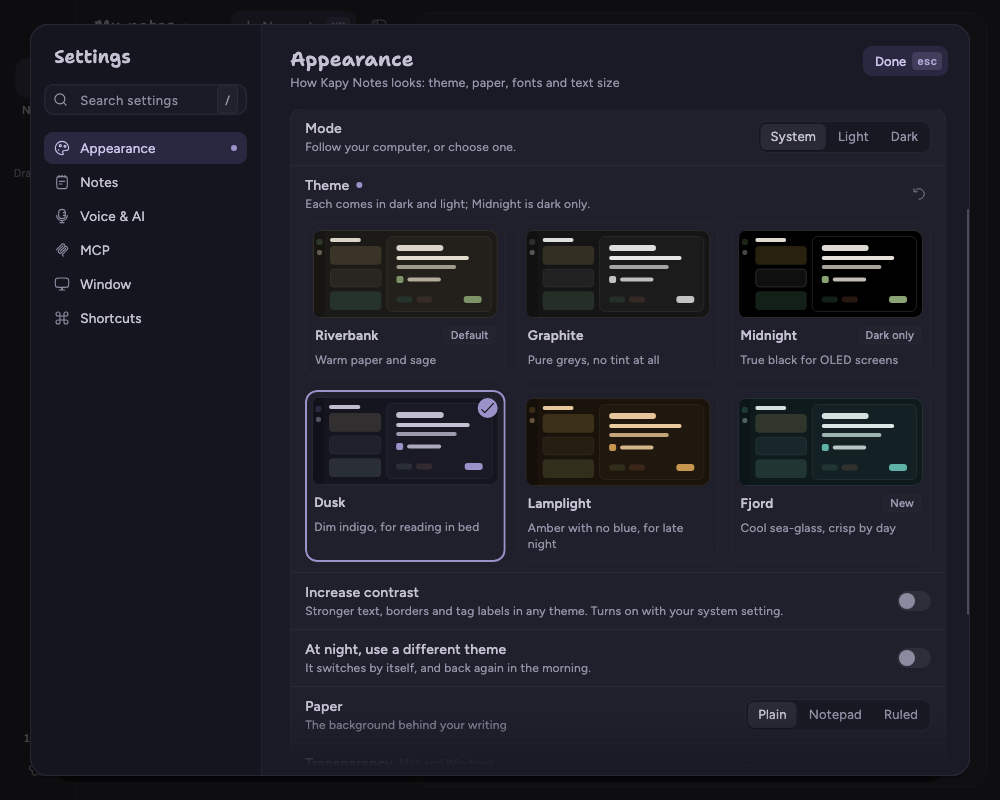 My notes
Settings
Search settings /
Appearance
Notes
Voice & AI
MCP
Window
Shortcuts
Appearance
How Kapy Notes looks: theme, paper, fonts and text size
Done esc
Mode
Follow your computer, or choose one.
System Light Dark
Theme
Each comes in dark and light; Midnight is dark only.
Riverbank Default
Warm paper and sage
Graphite
Pure greys, no tint at all
Midnight Dark only
True black for OLED screens
Dusk
Dim indigo, for reading in bed
Lamplight
Amber with no blue, for late
night
Fjord New
Cool sea-glass, crisp by day
Increase contrast
Stronger text, borders and tag labels in any theme. Turns on with your system setting.
At night, use a different theme
It switches by itself, and back again in the morning.
Paper
The background behind your writing
Plain Notepad Ruled
Transparency Mac and Windows